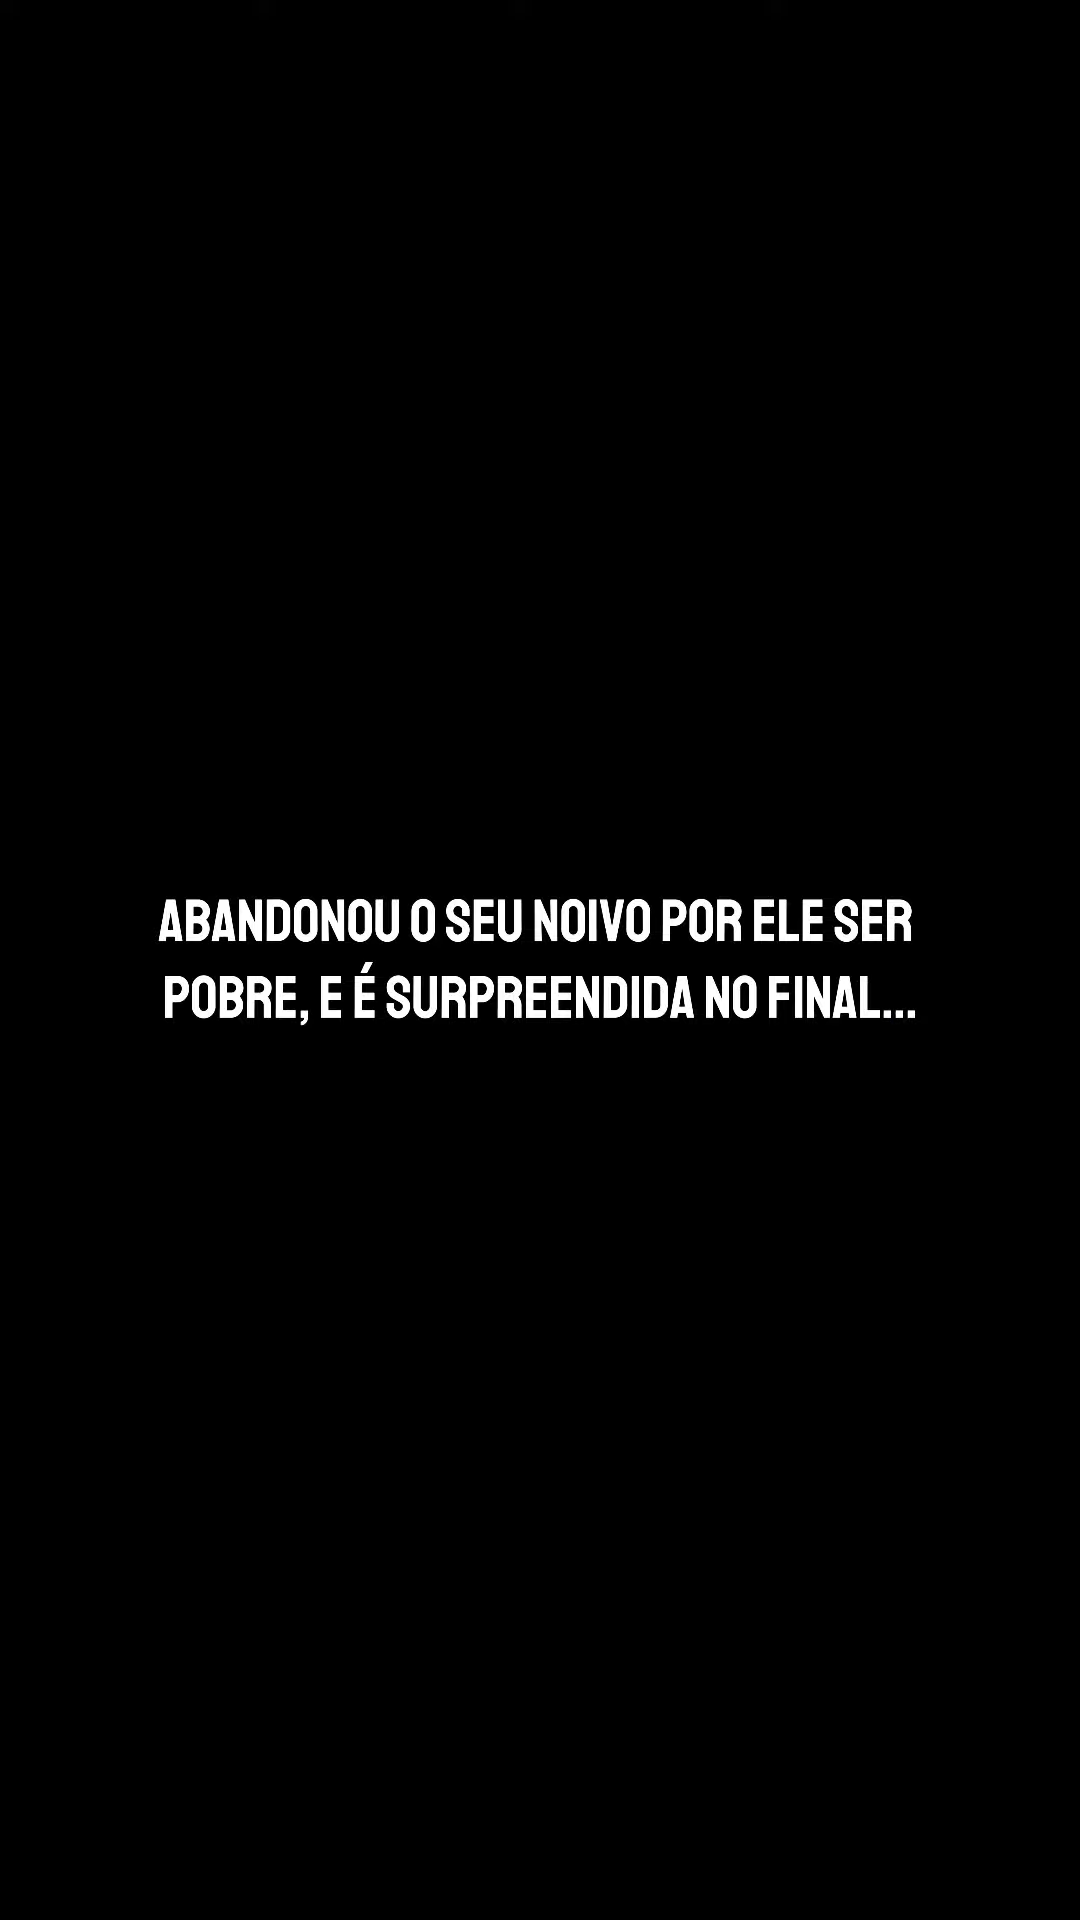 ABANDONOU O SEU NOIVO POR ELE SER
POBRE, E É SURPREENDIDA NO FINAL...